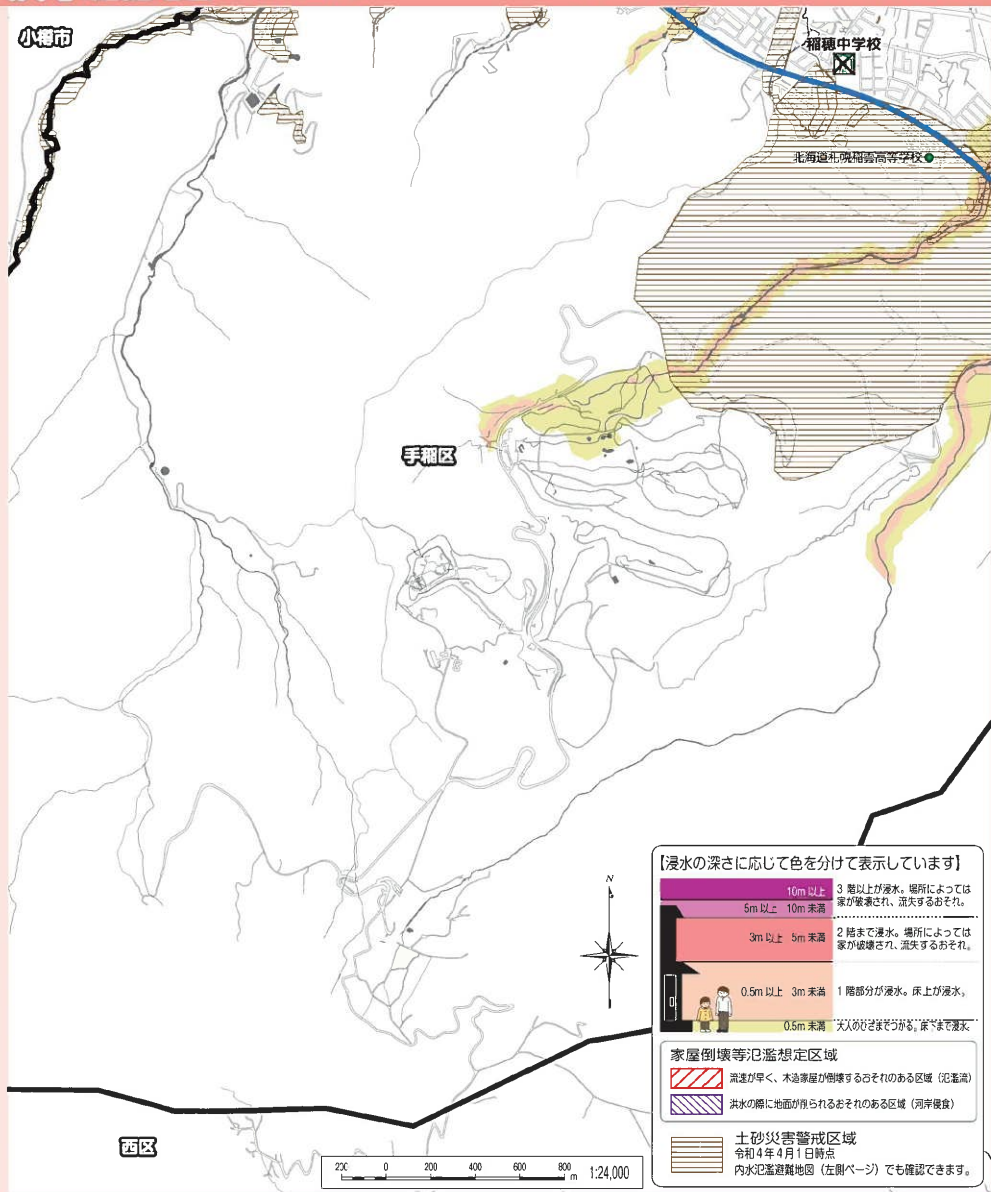 小樽市
稲穂中学校
北海道札幌稲雲高等学校
手稲区
西区
N
【浸水の深さに応じて色を分けて表示しています】
10m以上
3階以上が浸水。場所によっては
家が破壊され、流失するおそれ。
5m以上 10m未満
3m以上 5m未満
2階まで浸水。場所によっては
家が破壊され、流失するおそれ。
0.5m以上 3m未満
1階部分が浸水。床上が浸水。
0.5m未満
大人のひざまでつかる。床下まで浸水。
家屋倒壊等氾濫想定区域
流速が早く、木造家屋が倒壊するおそれのある区域（氾濫流）
洪水の際に地面が削られるおそれのある区域（河岸侵食）
土砂災害警戒区域
令和4年4月1日時点
内水氾濫避難地図（左側ページ）でも確認できます。
200 0 200 400 600 800
m
1:24,000